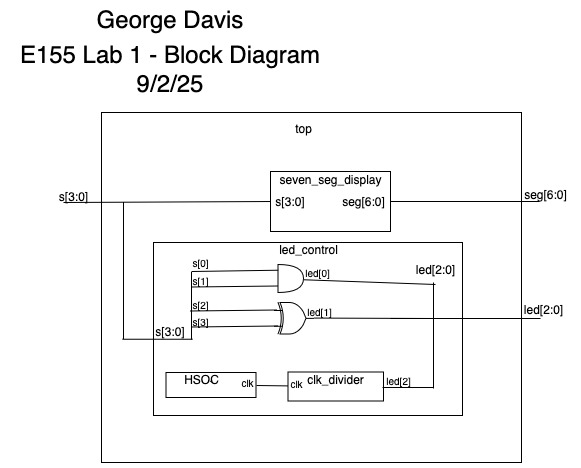 George Davis
E155 Lab 1 - Block Diagram
9/2/25
top
seven_seg_display
s[3:0]
s[3:0]
seg[6:0]
seg[6:0]
led_control
s[0]
led[0]
led[2:0]
s[1]
s[2]
led[1]
led[2:0]
s[3]
s[3:0]
HSOC
clk
clk
clk_divider
led[2]